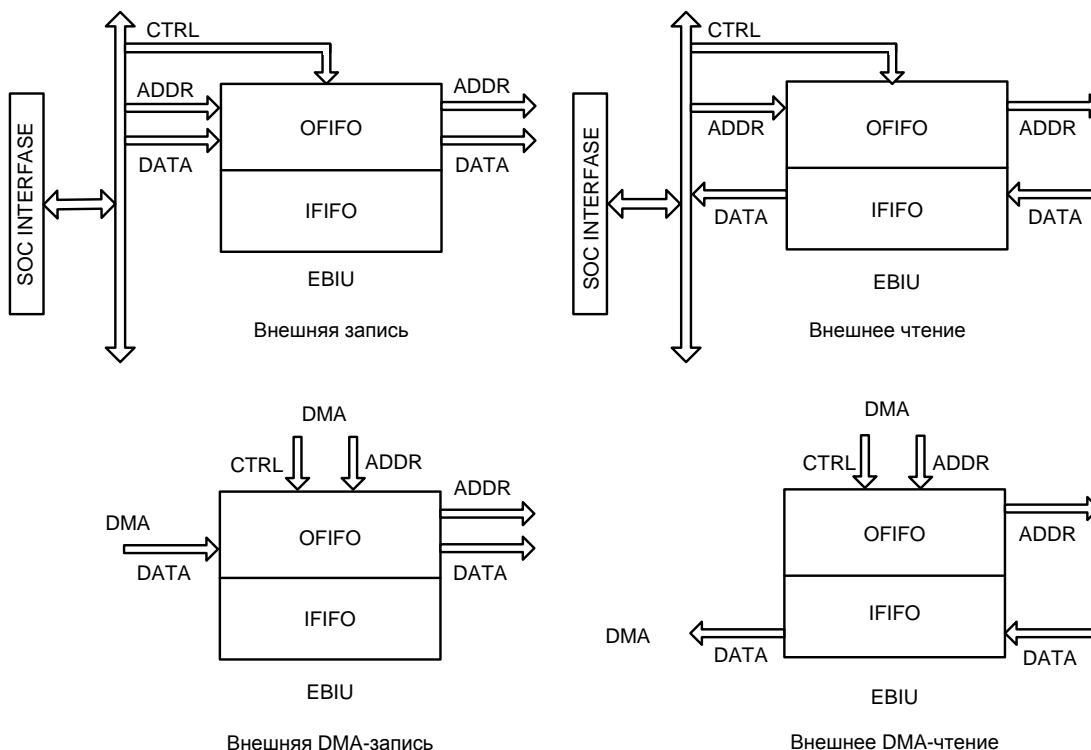 CTRL
ADDR
DATA
SOC INTERFASE
OFIFO
IFIFO
ADDR
DATA
EBIU
Внешняя запись
CTRL
ADDR
DATA
SOC INTERFASE
OFIFO
IFIFO
ADDR
DATA
EBIU
Внешнее чтение
DMA
CTRL
ADDR
DMA
DATA
OFIFO
IFIFO
ADDR
DATA
EBIU
Внешняя DMA-запись
DMA
CTRL
ADDR
OFIFO
IFIFO
ADDR
DMA
DATA
DATA
EBIU
Внешнее DMA-чтение